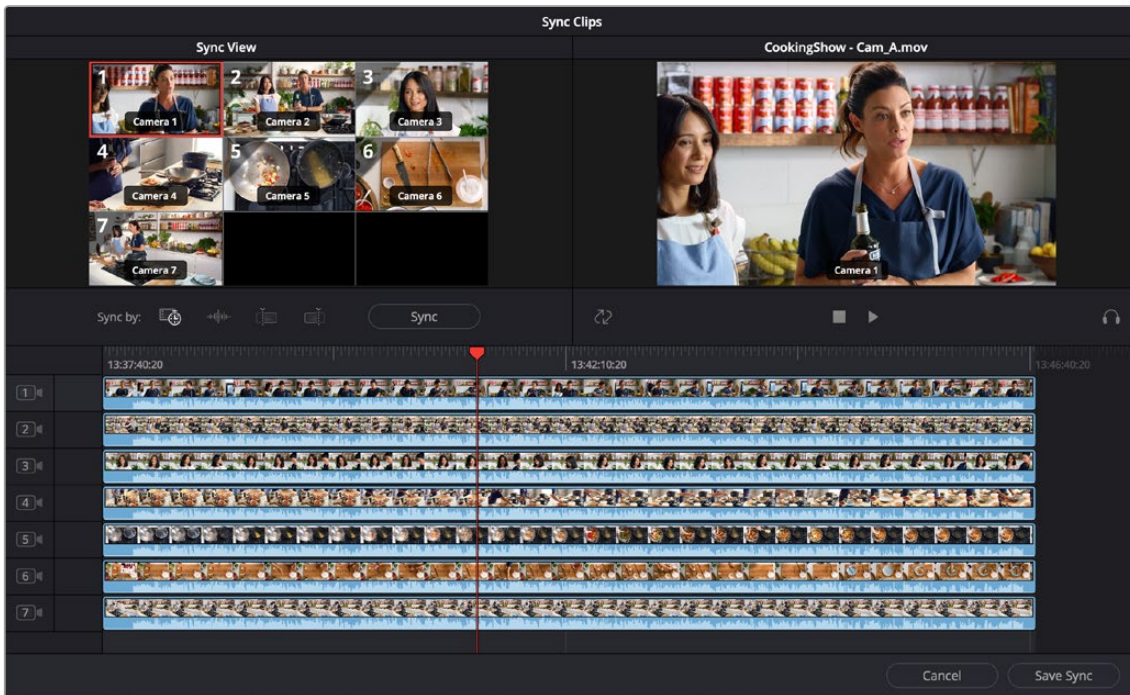 Sync Clips
Sync View
CookingShow - Cam_A.mov
1
Camera 1
2
Camera 2
3
Camera 3
4
Camera 4
5
Camera 5
6
Camera 6
7
Camera 7
Camera 1
Sync by:
Sync
13:37:40:20
13:42:10:20
13:46:40:20
1
2
3
4
5
6
7
Cancel
Save Sync